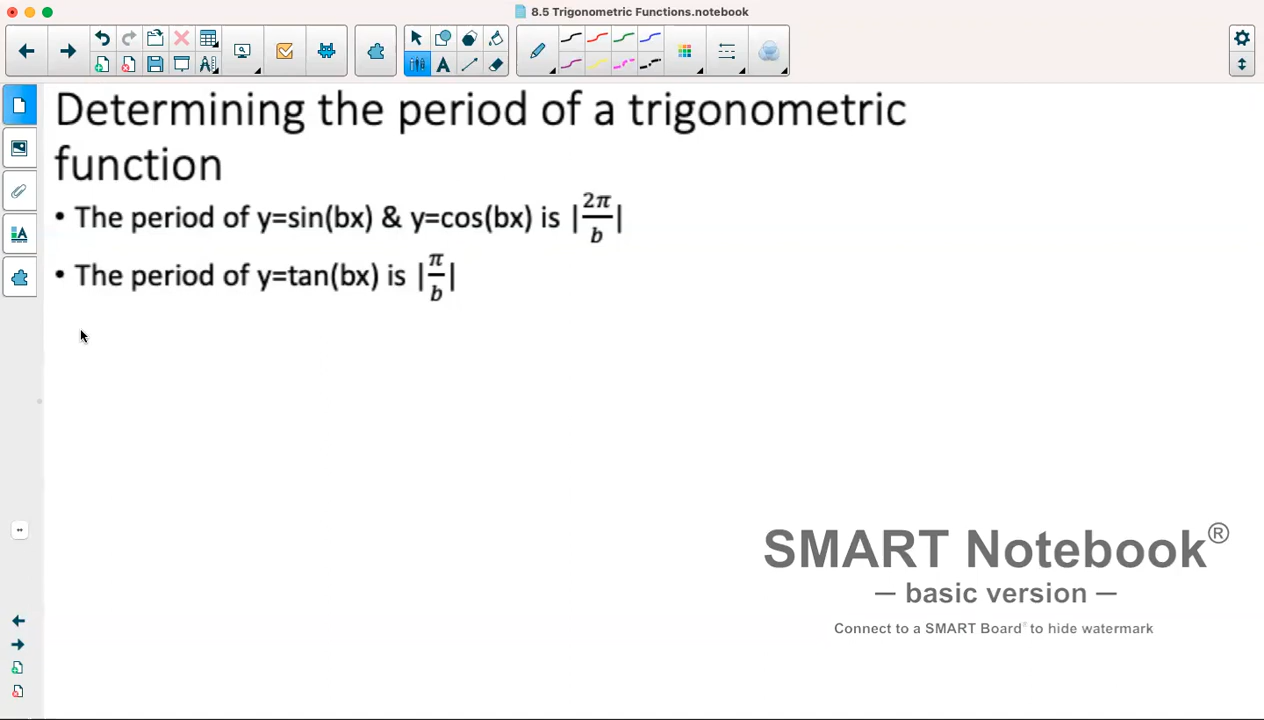 8.5 Trigonometric Functions.notebook
Determining the period of a trigonometric
function
• The period of y=sin(bx) & y=cos(bx) is |2π/b|
• The period of y=tan(bx) is |π/b|
SMART Notebook®
— basic version —
Connect to a SMART Board® to hide watermark